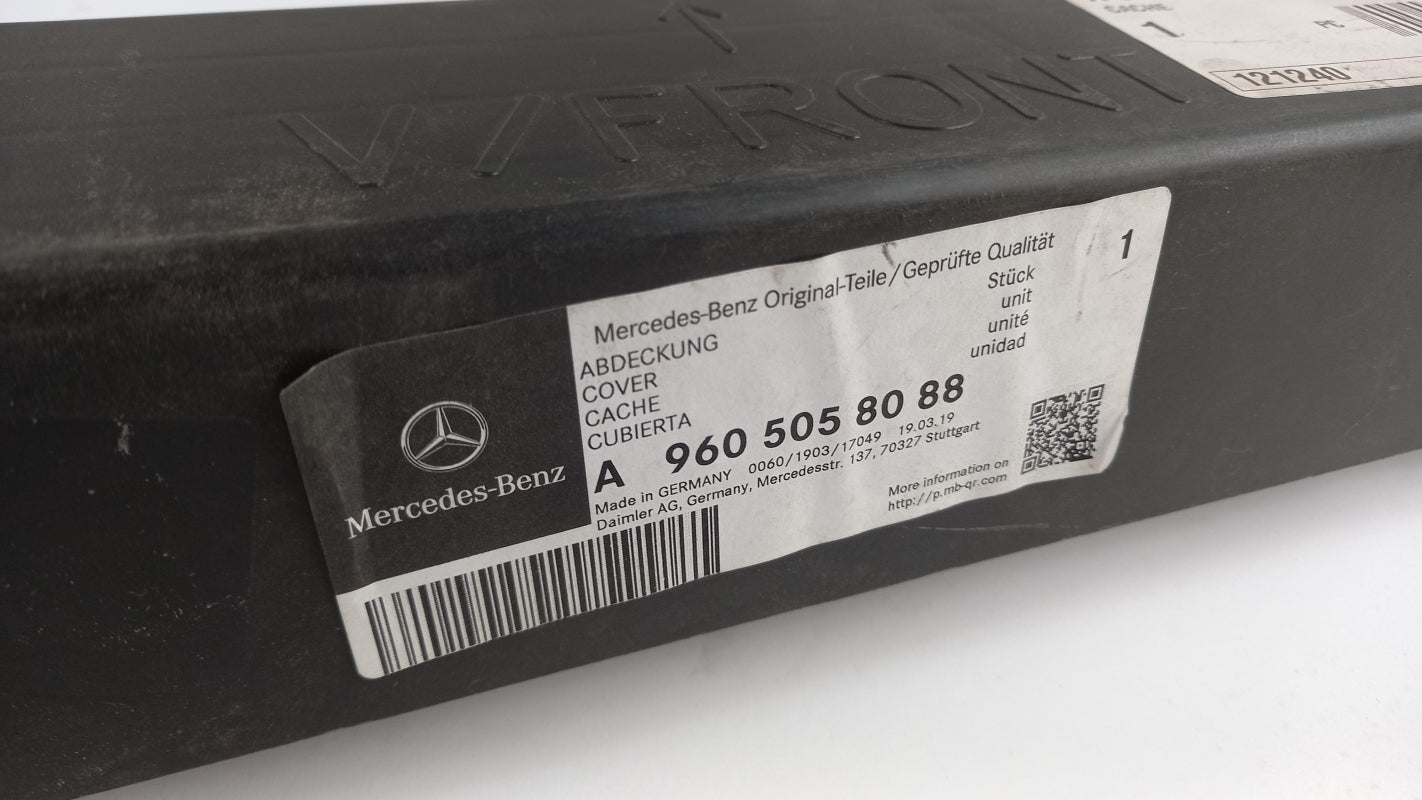 CACHE
1
PC
121240
V/FRONT
Mercedes-Benz Original-Teile/Geprüfte Qualität
1
ABDECKUNG
COVER
CACHE
CUBIERTA
Stück
unit
unité
unidad
A 960 505 80 88
Made in GERMANY 0060/1903/17049 19.03.19
Daimler AG, Germany, Mercedesstr. 137, 70327 Stuttgart
More information on
http://p.mb-qr.com
Mercedes-Benz